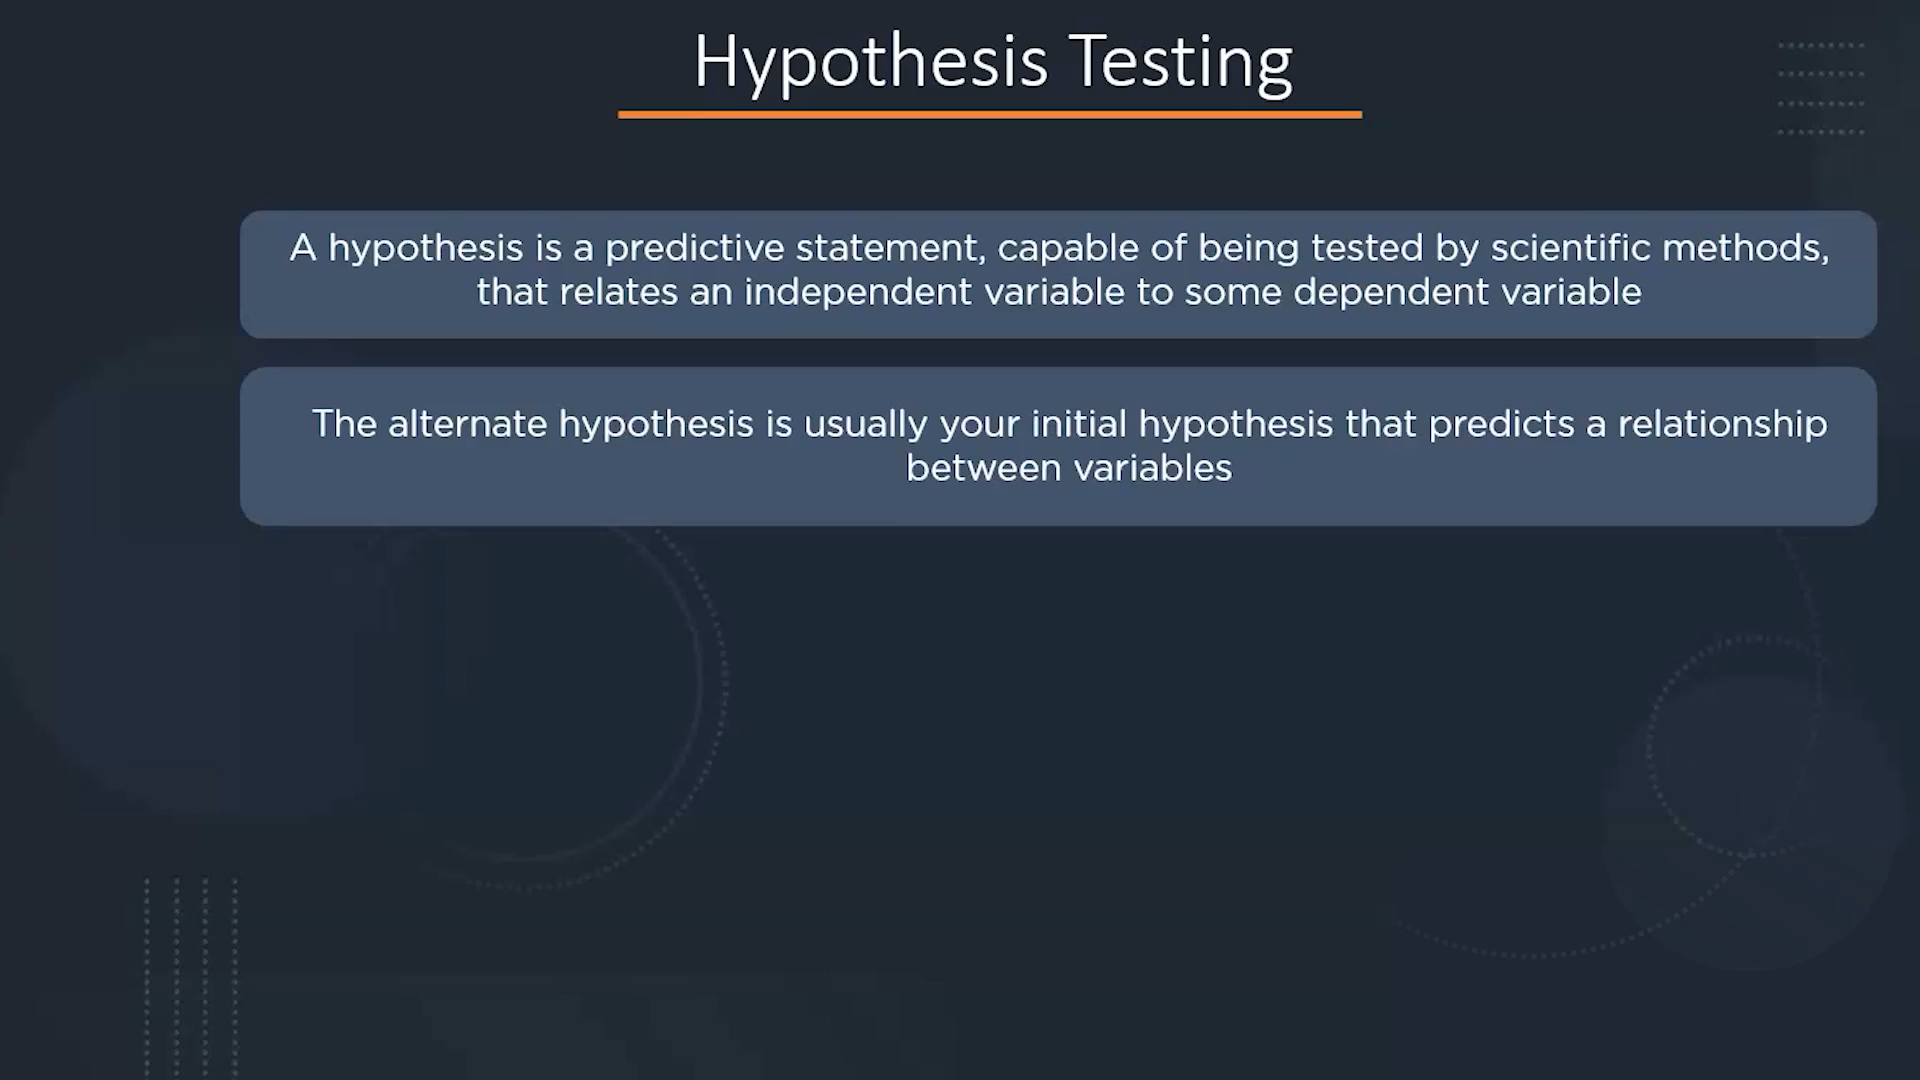 Hypothesis Testing
A hypothesis is a predictive statement, capable of being tested by scientific methods,
that relates an independent variable to some dependent variable
The alternate hypothesis is usually your initial hypothesis that predicts a relationship
between variables